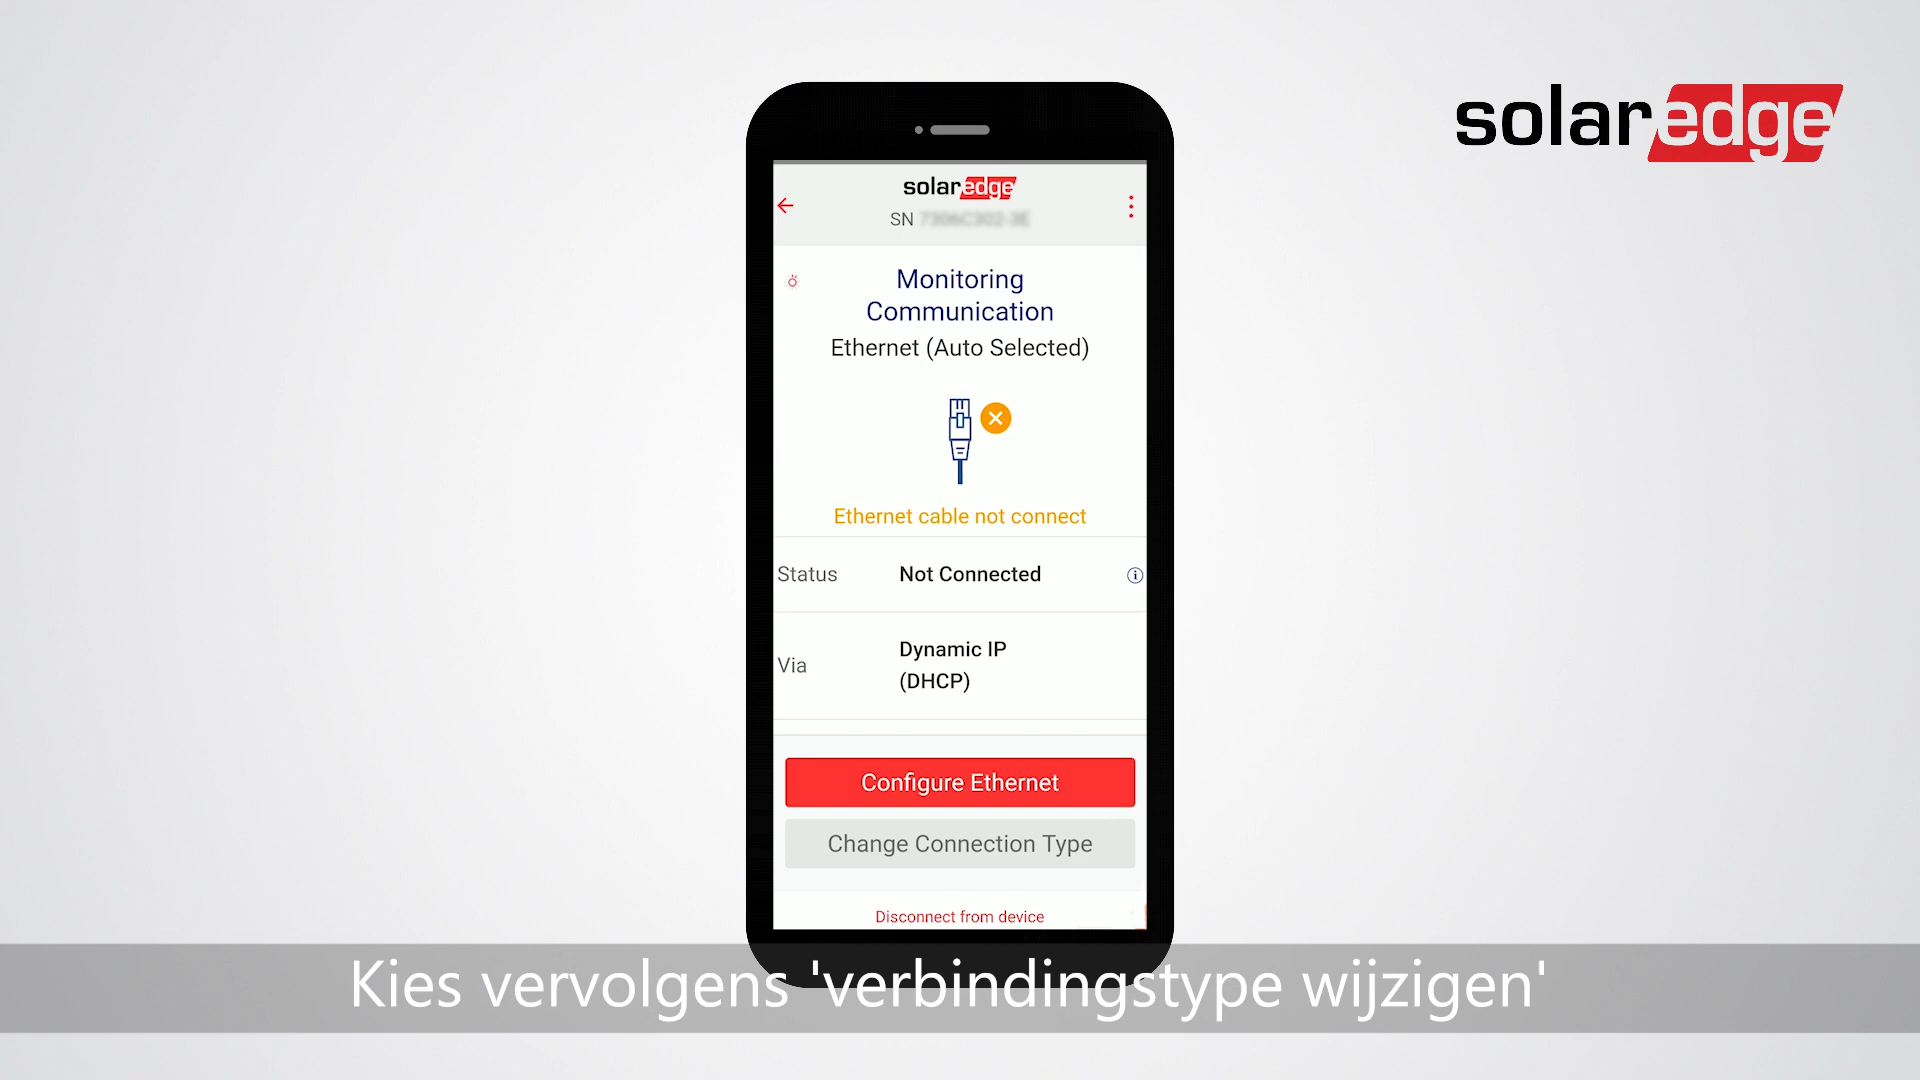 solaredge
solaredge
SN
Monitoring
Communication
Ethernet (Auto Selected)
Ethernet cable not connect
Status Not Connected
Via Dynamic IP
(DHCP)
Configure Ethernet
Change Connection Type
Disconnect from device
Kies vervolgens 'verbindingstype wijzigen'